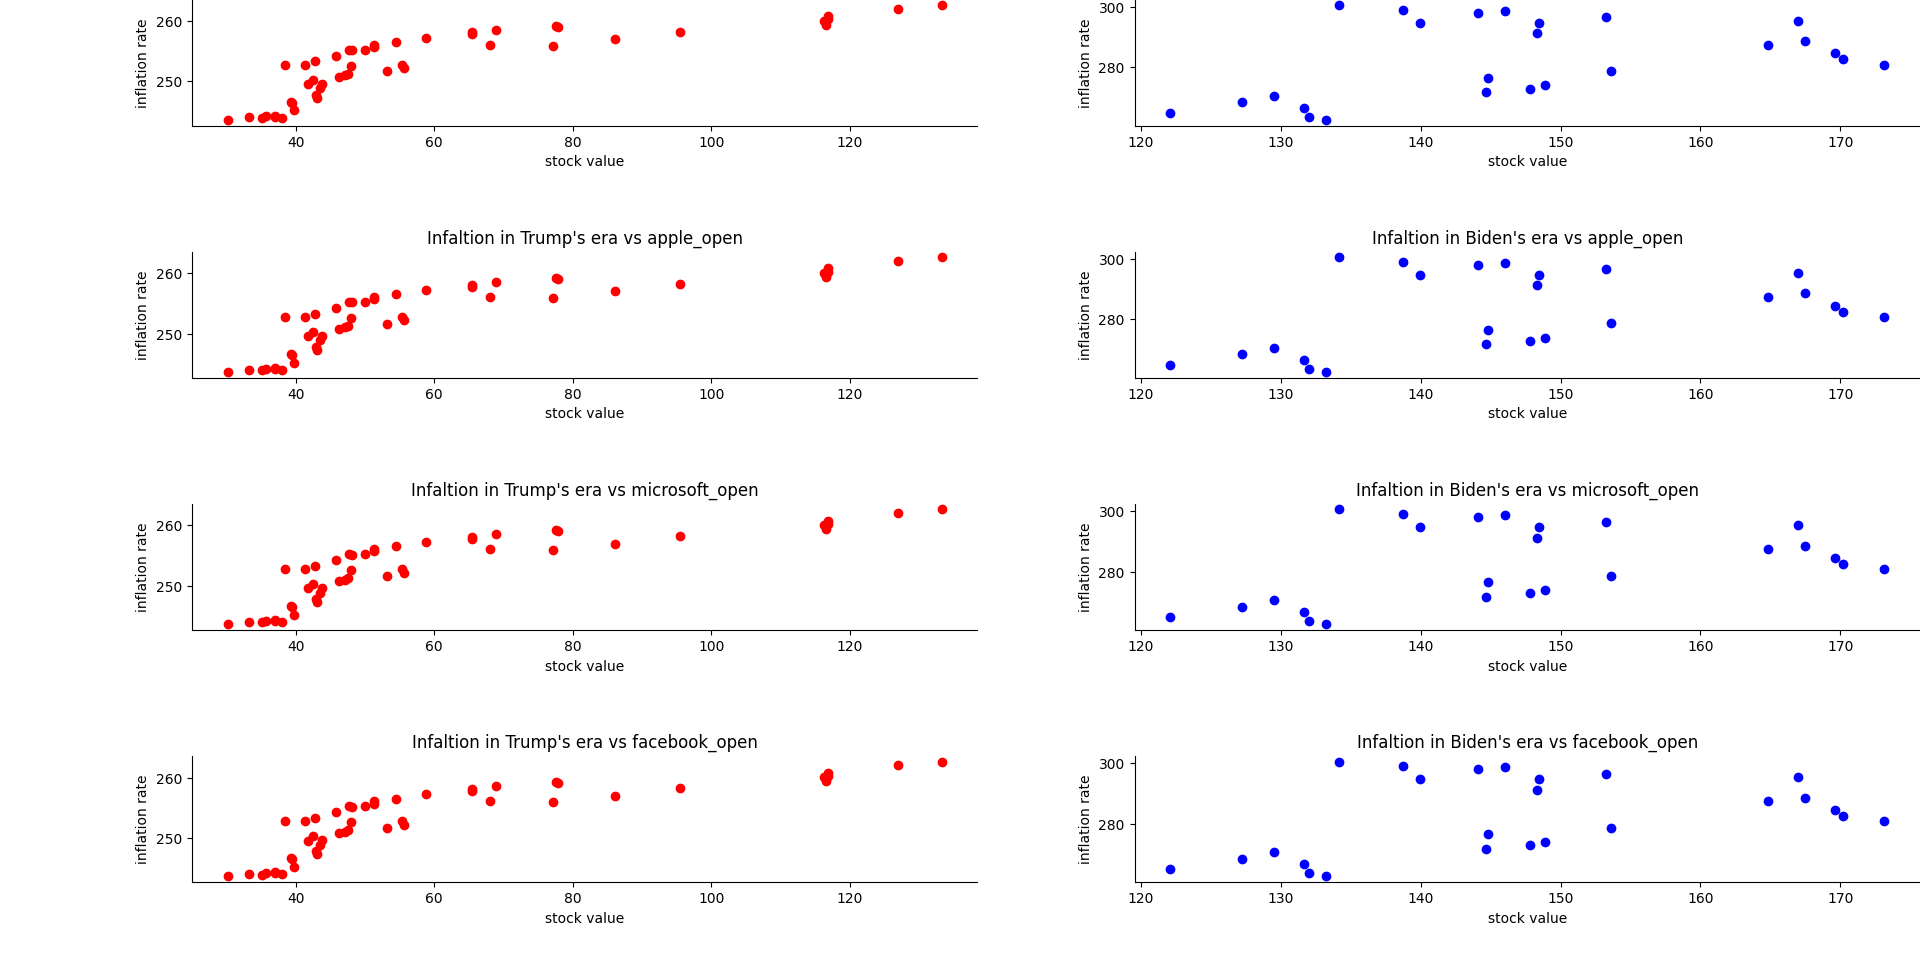 260
250
inflation rate
40 60 80 100 120
stock value
300
280
inflation rate
120 130 140 150 160 170
stock value
Infaltion in Trump's era vs apple_open
260
250
inflation rate
40 60 80 100 120
stock value
Infaltion in Biden's era vs apple_open
300
280
inflation rate
120 130 140 150 160 170
stock value
Infaltion in Trump's era vs microsoft_open
260
250
inflation rate
40 60 80 100 120
stock value
Infaltion in Biden's era vs microsoft_open
300
280
inflation rate
120 130 140 150 160 170
stock value
Infaltion in Trump's era vs facebook_open
260
250
inflation rate
40 60 80 100 120
stock value
Infaltion in Biden's era vs facebook_open
300
280
inflation rate
120 130 140 150 160 170
stock value